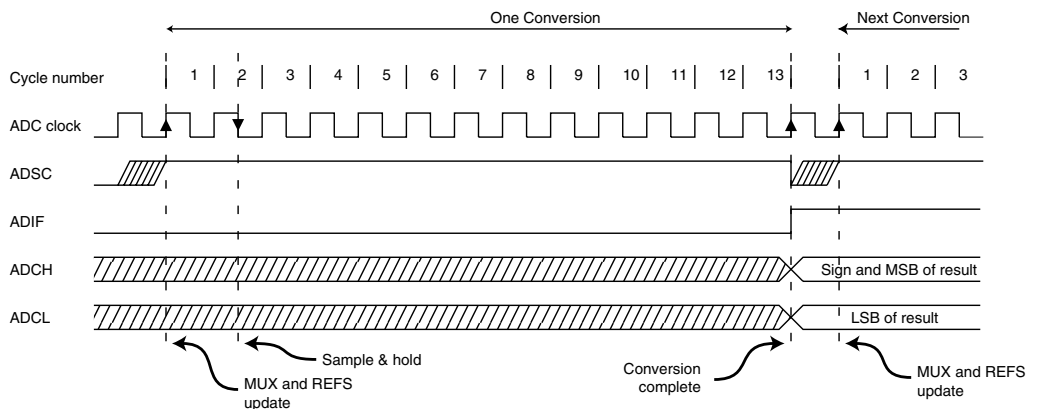 One Conversion
Next Conversion
Cycle number 1 2 3 4 5 6 7 8 9 10 11 12 13 1 2 3
ADC clock
ADSC
ADIF
ADCH Sign and MSB of result
ADCL LSB of result
Sample & hold
MUX and REFS
update
Conversion
complete
MUX and REFS
update